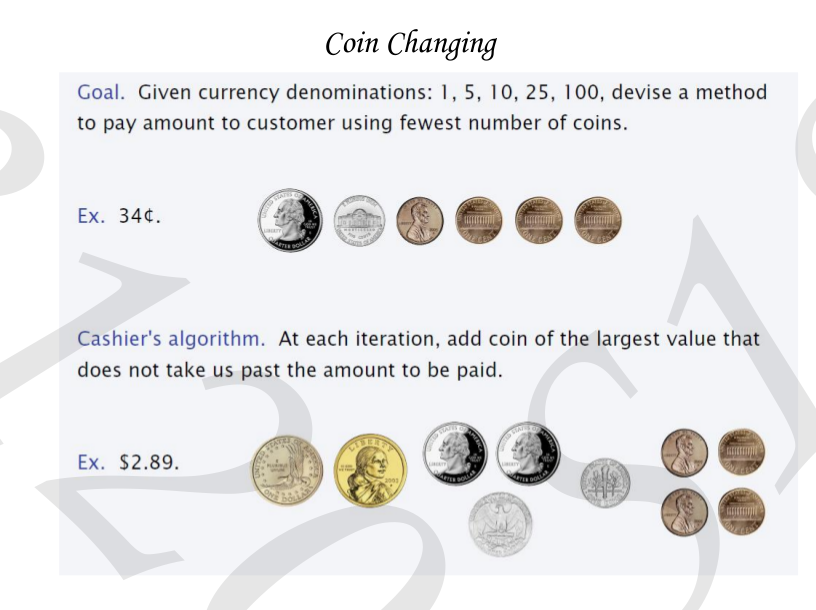 Coin Changing
Goal. Given currency denominations: 1, 5, 10, 25, 100, devise a method
to pay amount to customer using fewest number of coins.
Ex. 34¢.
Cashier's algorithm. At each iteration, add coin of the largest value that
does not take us past the amount to be paid.
Ex. $2.89.